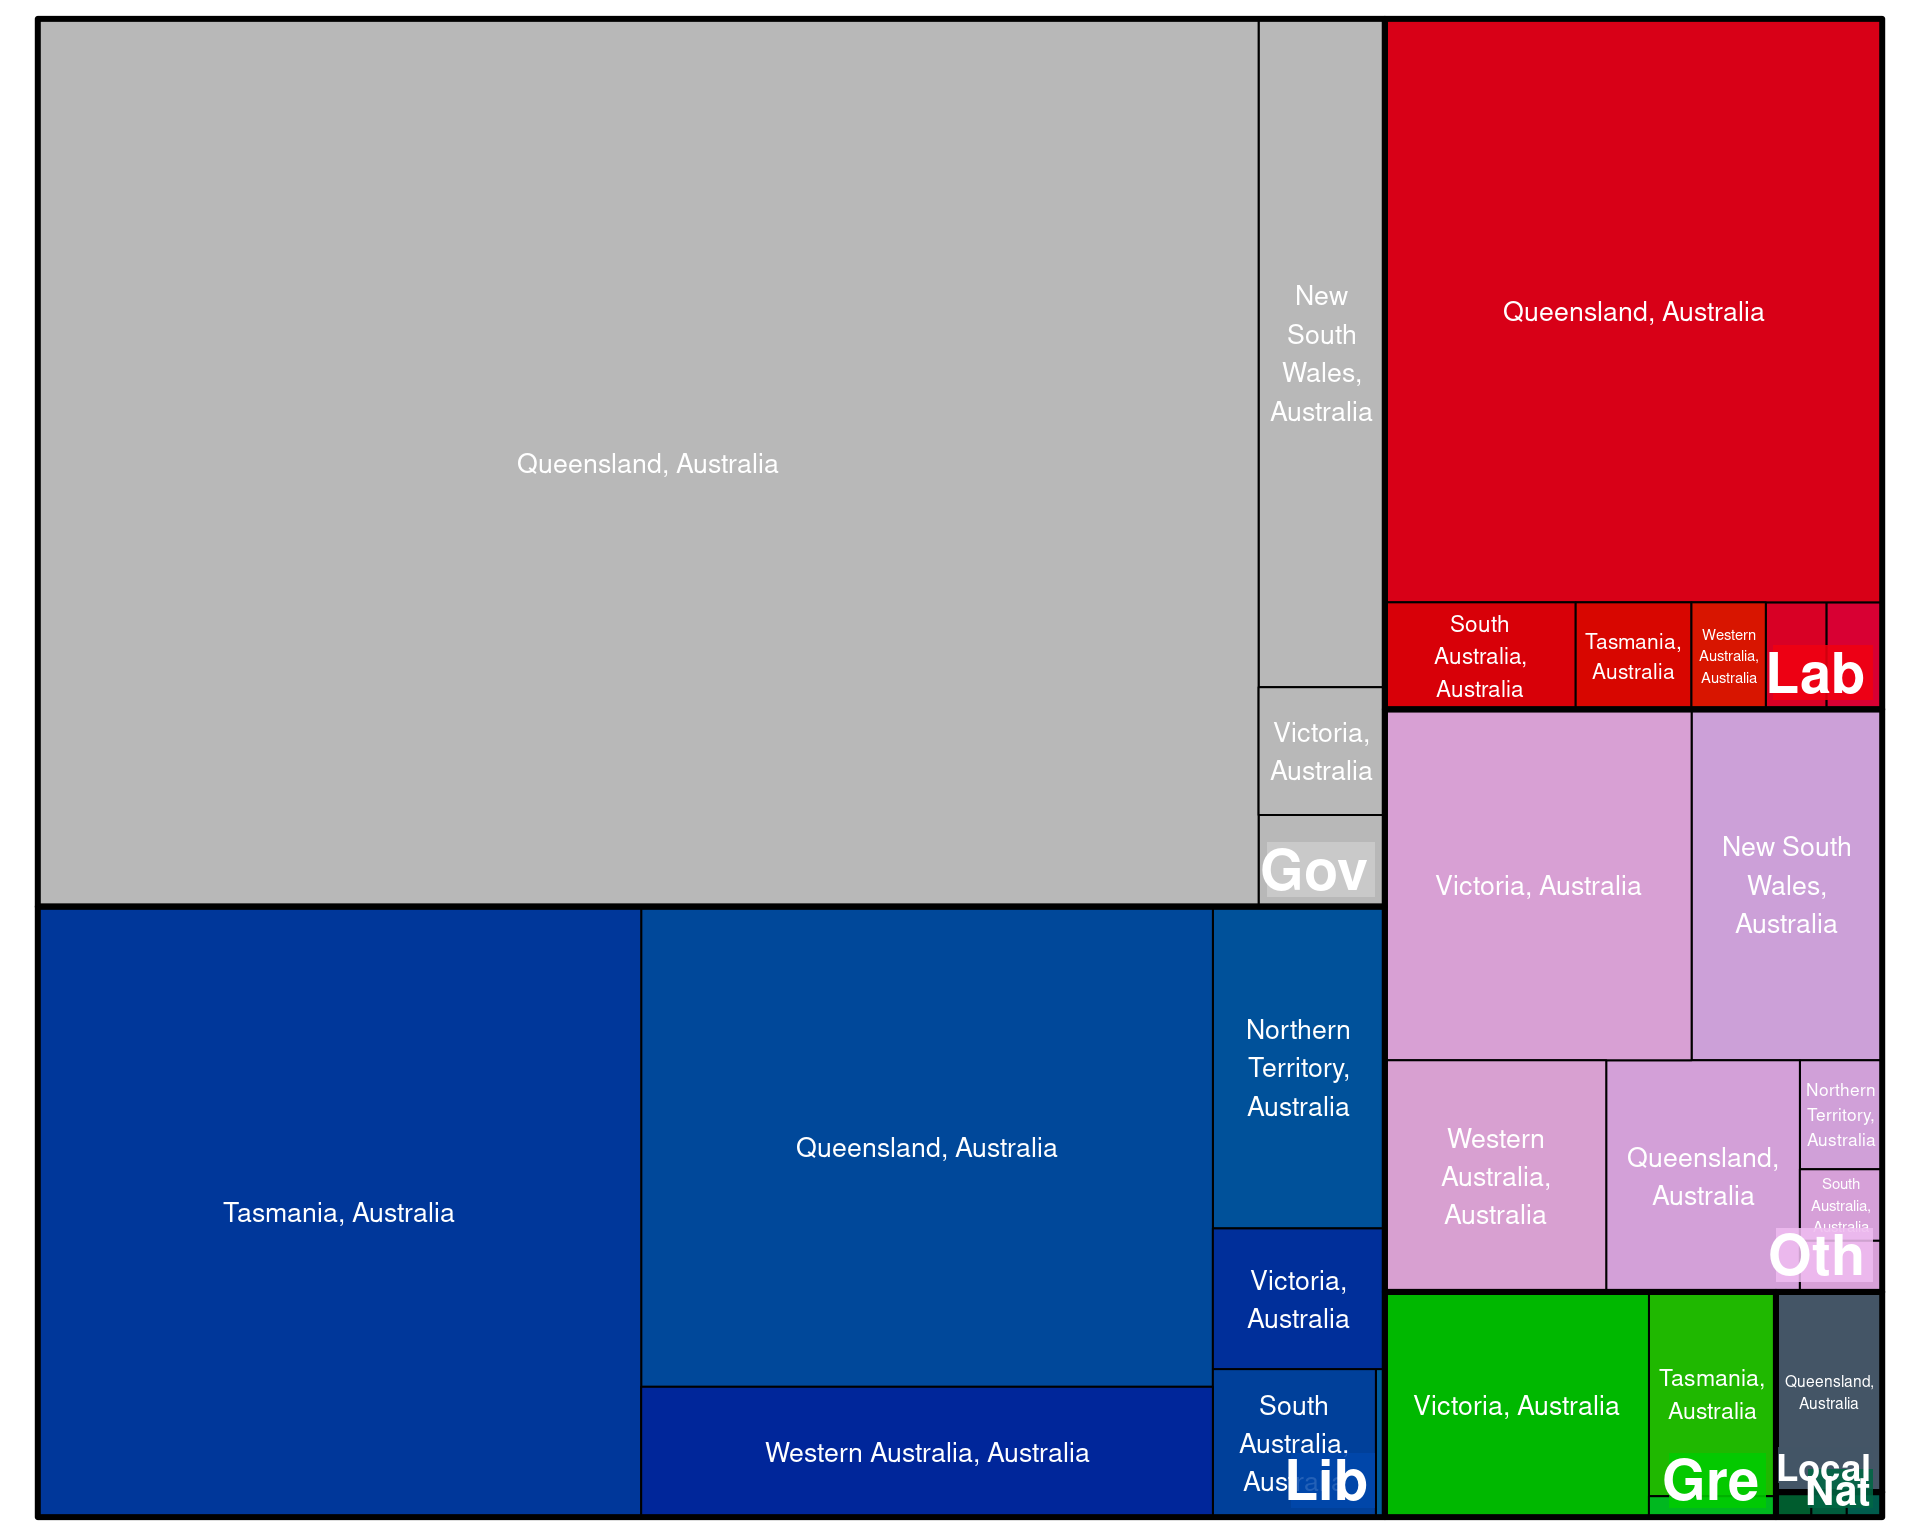 Queensland, Australia
New
South
Wales,
Australia
Victoria,
Australia
Gov
Queensland, Australia
South
Australia,
Australia
Tasmania,
Australia
Western
Australia,
Australia
Lab
Victoria, Australia
New South
Wales,
Australia
Western
Australia,
Australia
Queensland,
Australia
Northern
Territory,
Australia
South
Australia,
Australia
Oth
Tasmania, Australia
Queensland, Australia
Western Australia, Australia
Northern
Territory,
Australia
Victoria,
Australia
South
Australia,
Lib
Victoria, Australia
Tasmania,
Australia
Gre
Queensland,
Australia
Local
Nat